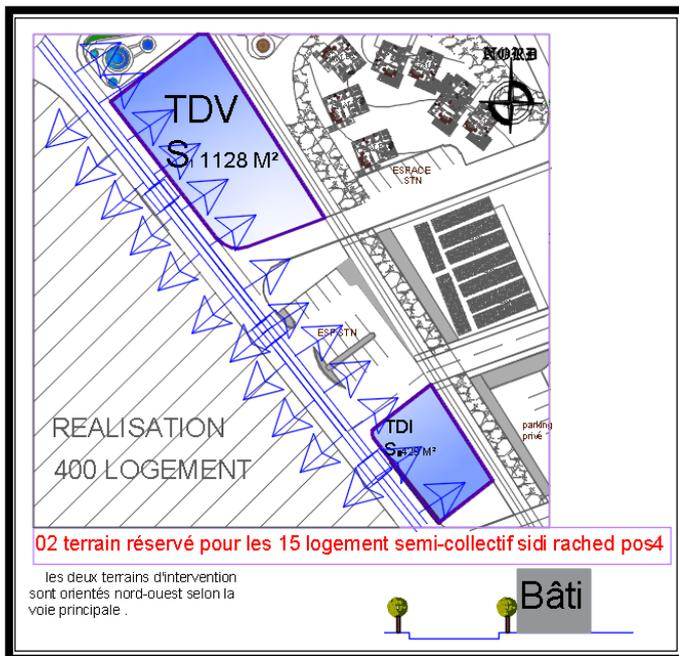 NORD
TDV
S 1128 M²
ESPACE
STN
ESP STN
TDI
S 429 M²
parking
privé
REALISATION
400 LOGEMENT
02 terrain réservé pour les 15 logement semi-collectif sidi rached pos4
les deux terrains d'intervention
sont orientés nord-ouest selon la
voie principale .
Bâti